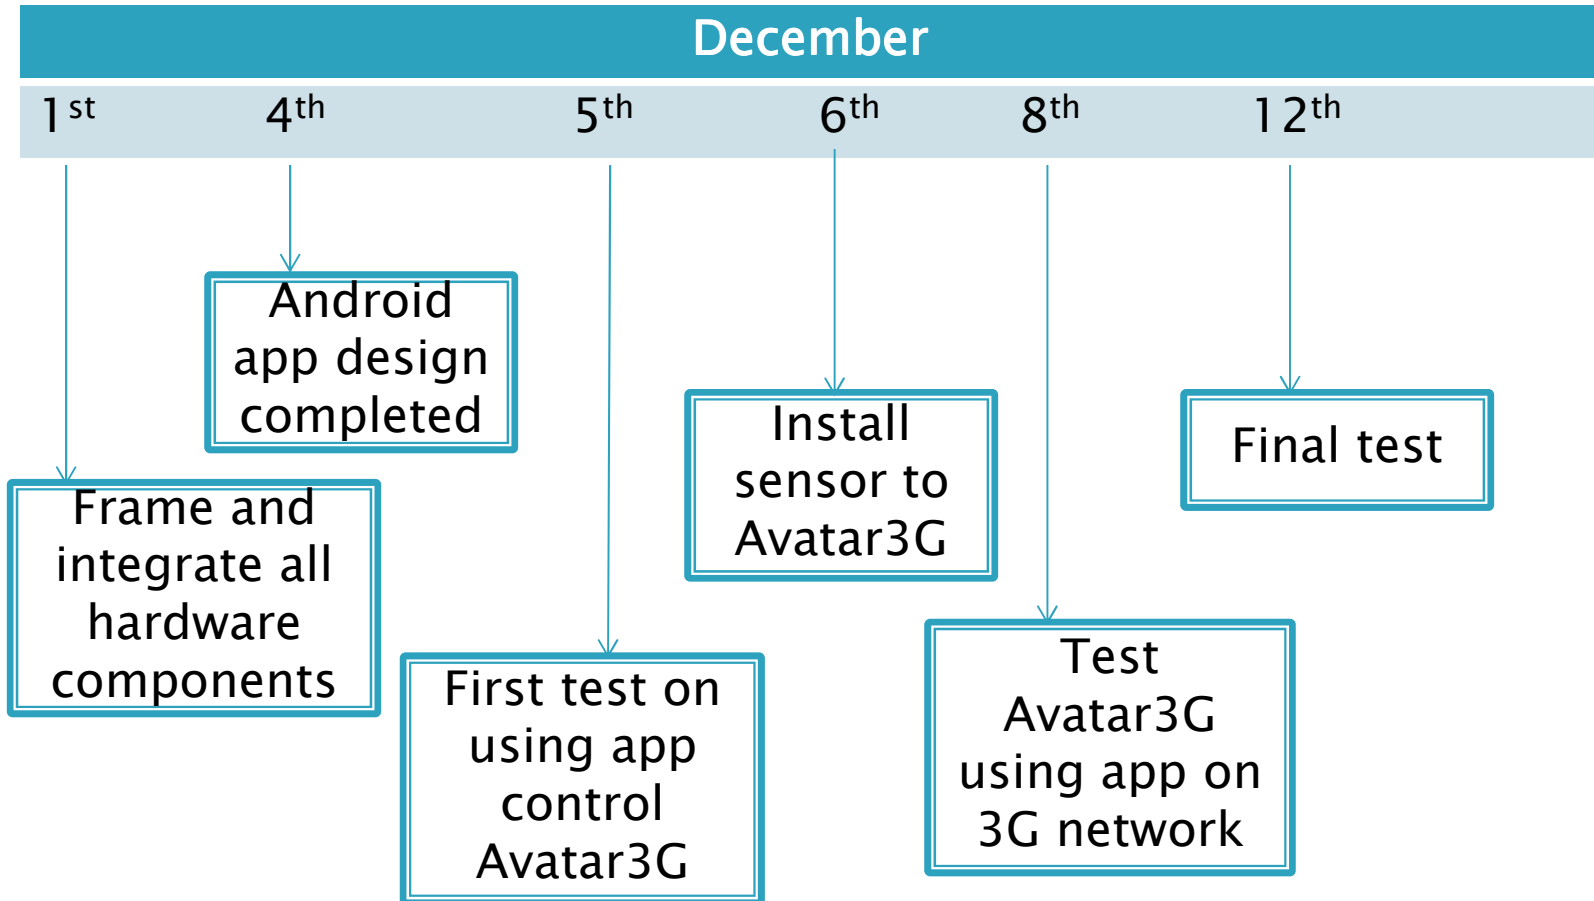 December
1st 4th 5th 6th 8th 12th
Android
app design
completed
Frame and
integrate all
hardware
components
First test on
using app
control
Avatar3G
Install
sensor to
Avatar3G
Test
Avatar3G
using app on
3G network
Final test